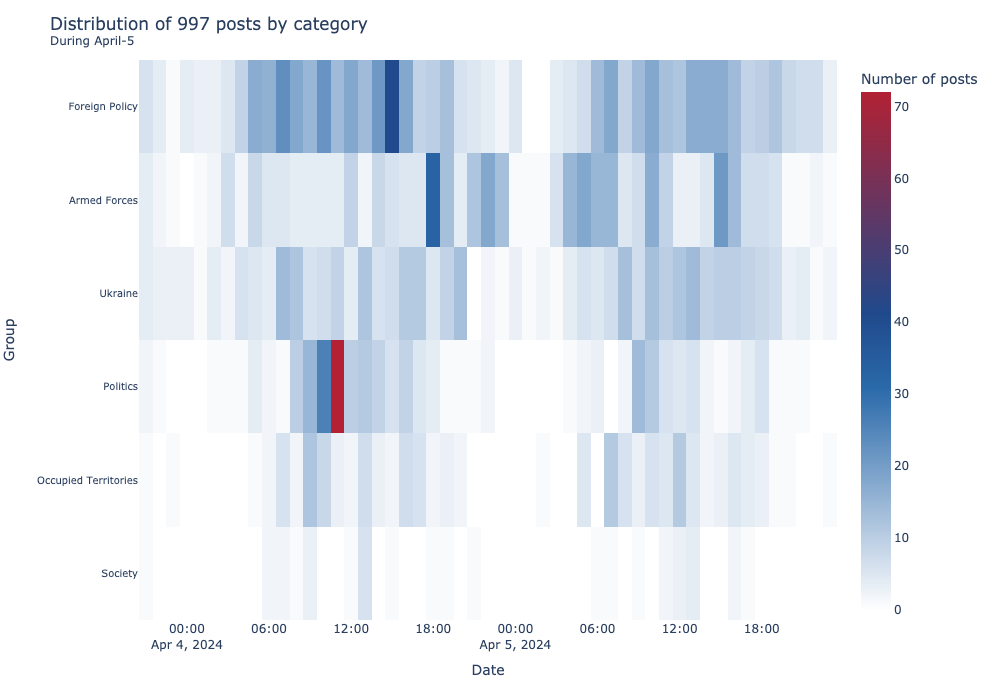 Distribution of 997 posts by category
During April-5
Number of posts
Foreign Policy
Armed Forces
Ukraine
Politics
Occupied Territories
Society
Group
70
60
50
40
30
20
10
0
00:00 06:00 12:00 18:00 00:00 06:00 12:00 18:00
Apr 4, 2024 Apr 5, 2024
Date